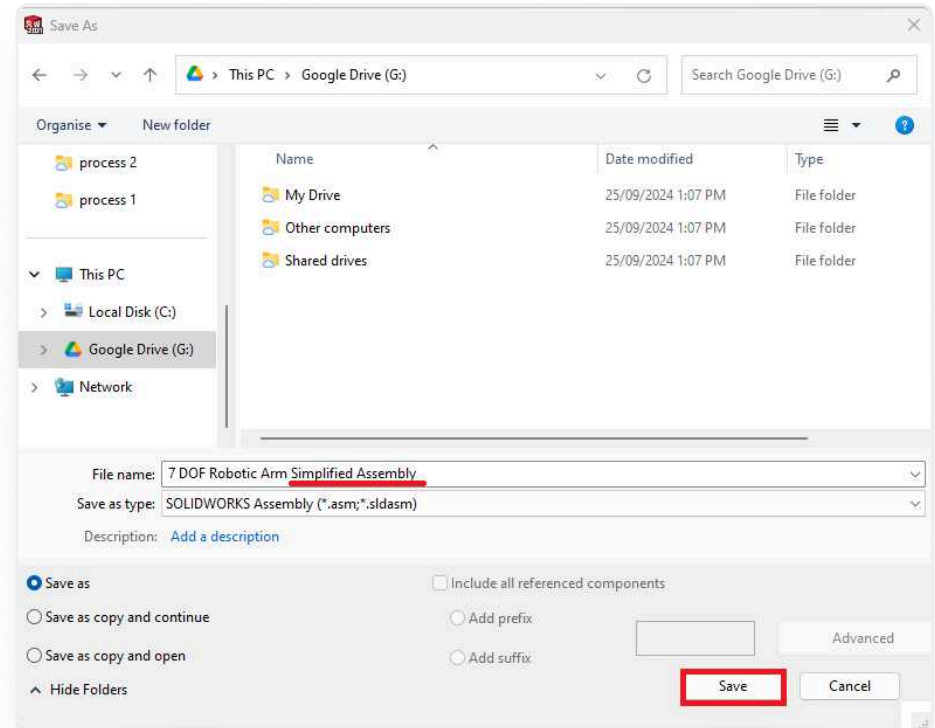 Save As
This PC > Google Drive (G:)
Search Google Drive (G:)
Organise New folder
process 2
process 1
This PC
Local Disk (C:)
Google Drive (G:)
Network
Name Date modified Type
My Drive 25/09/2024 1:07 PM File folder
Other computers 25/09/2024 1:07 PM File folder
Shared drives 25/09/2024 1:07 PM File folder
File name: 7 DOF Robotic Arm Simplified Assembly
Save as type: SOLIDWORKS Assembly (*.asm;*.sldasm)
Description: Add a description
Save as
Save as copy and continue
Save as copy and open
Include all referenced components
Add prefix
Add suffix
Advanced
Hide Folders
Save Cancel